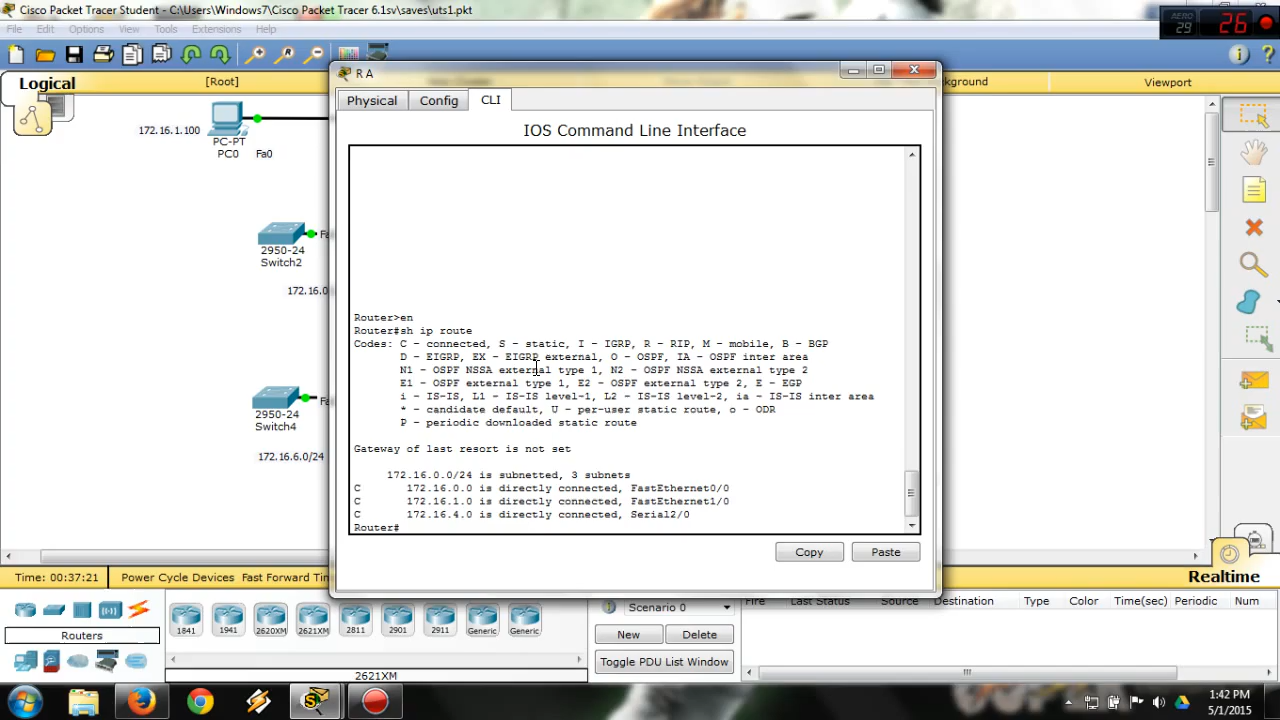 Cisco Packet Tracer Student - C:\Users\Windows7\Cisco Packet Tracer 6.1sv\saves\uts1.pkt
AERO
29
26
File Edit Options View Tools Extensions Help
Logical
[Root]
Viewport
R A
Physical
Config
CLI
IOS Command Line Interface
172.16.1.100
PC-PT
PC0
Fa0
2950-24
Switch2
172.16.0
2950-24
Switch4
172.16.6.0/24
Router>en
Router#sh ip route
Codes: C - connected, S - static, I - IGRP, R - RIP, M - mobile, B - BGP
D - EIGRP, EX - EIGRP external, O - OSPF, IA - OSPF inter area
N1 - OSPF NSSA external type 1, N2 - OSPF NSSA external type 2
E1 - OSPF external type 1, E2 - OSPF external type 2, E - EGP
i - IS-IS, L1 - IS-IS level-1, L2 - IS-IS level-2, ia - IS-IS inter area
* - candidate default, U - per-user static route, o - ODR
P - periodic downloaded static route
Gateway of last resort is not set
172.16.0.0/24 is subnetted, 3 subnets
C 172.16.0.0 is directly connected, FastEthernet0/0
C 172.16.1.0 is directly connected, FastEthernet1/0
C 172.16.4.0 is directly connected, Serial2/0
Router#
Copy
Paste
Time: 00:37:21
Power Cycle Devices Fast Forward Tim
Realtime
Routers
1841
1941
2620XM
2621XM
2811
2901
2911
Generic
Generic
2621XM
Scenario 0
New
Delete
Toggle PDU List Window
Fire Last Status Source Destination Type Color Time(sec) Periodic Num
1:42 PM
5/1/2015